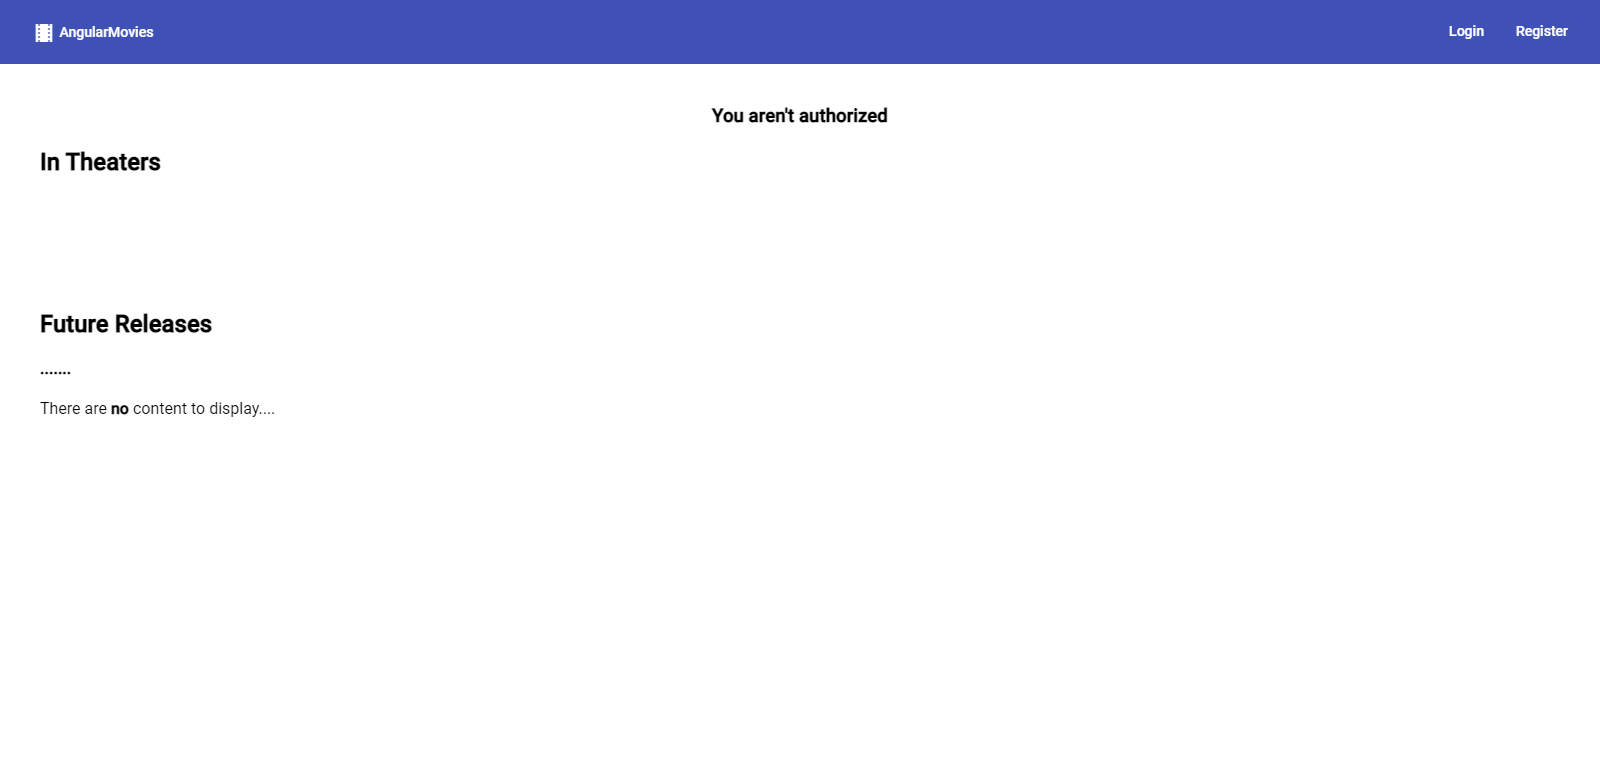 AngularMovies
Login
Register
You aren't authorized
In Theaters
Future Releases
.......
There are no content to display....